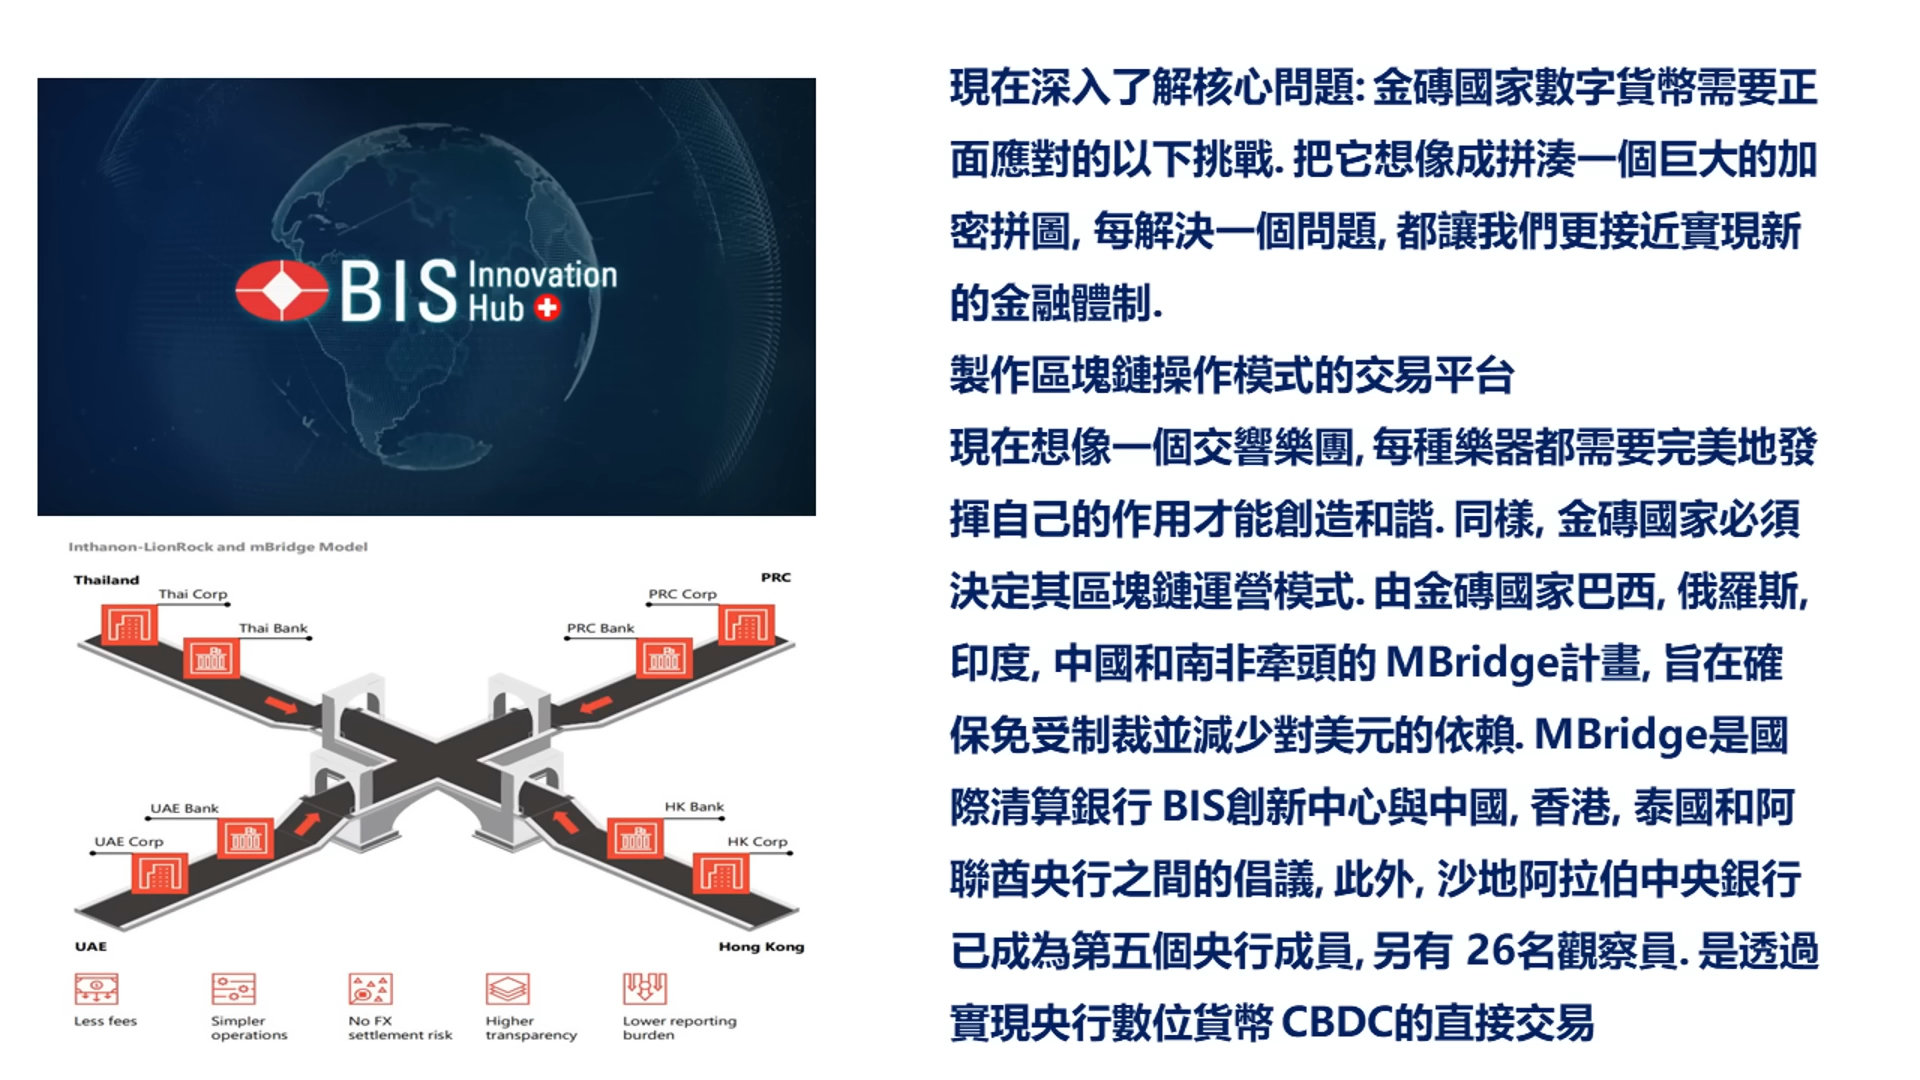 BIS Innovation
Hub
Inthanon-LionRock and mBridge Model
Thailand
PRC
Thai Corp
PRC Corp
Thai Bank
PRC Bank
UAE Bank
HK Bank
UAE Corp
HK Corp
UAE
Hong Kong
Less fees
Simpler
operations
No FX
settlement risk
Higher
transparency
Lower reporting
burden
現在深入了解核心問題: 金磚國家數字貨幣需要正
面應對的以下挑戰. 把它想像成拼湊一個巨大的加
密拼圖, 每解決一個問題, 都讓我們更接近實現新
的金融體制.
製作區塊鏈操作模式的交易平台
現在想像一個交響樂團, 每種樂器都需要完美地發
揮自己的作用才能創造和諧. 同樣, 金磚國家必須
決定其區塊鏈運營模式. 由金磚國家巴西, 俄羅斯,
印度, 中國和南非牽頭的 MBridge計畫, 旨在確
保免受制裁並減少對美元的依賴. MBridge是國
際清算銀行 BIS創新中心與中國, 香港, 泰國和阿
聯酋央行之間的倡議, 此外, 沙地阿拉伯中央銀行
已成為第五個央行成員, 另有 26名觀察員. 是透過
實現央行數位貨幣 CBDC的直接交易